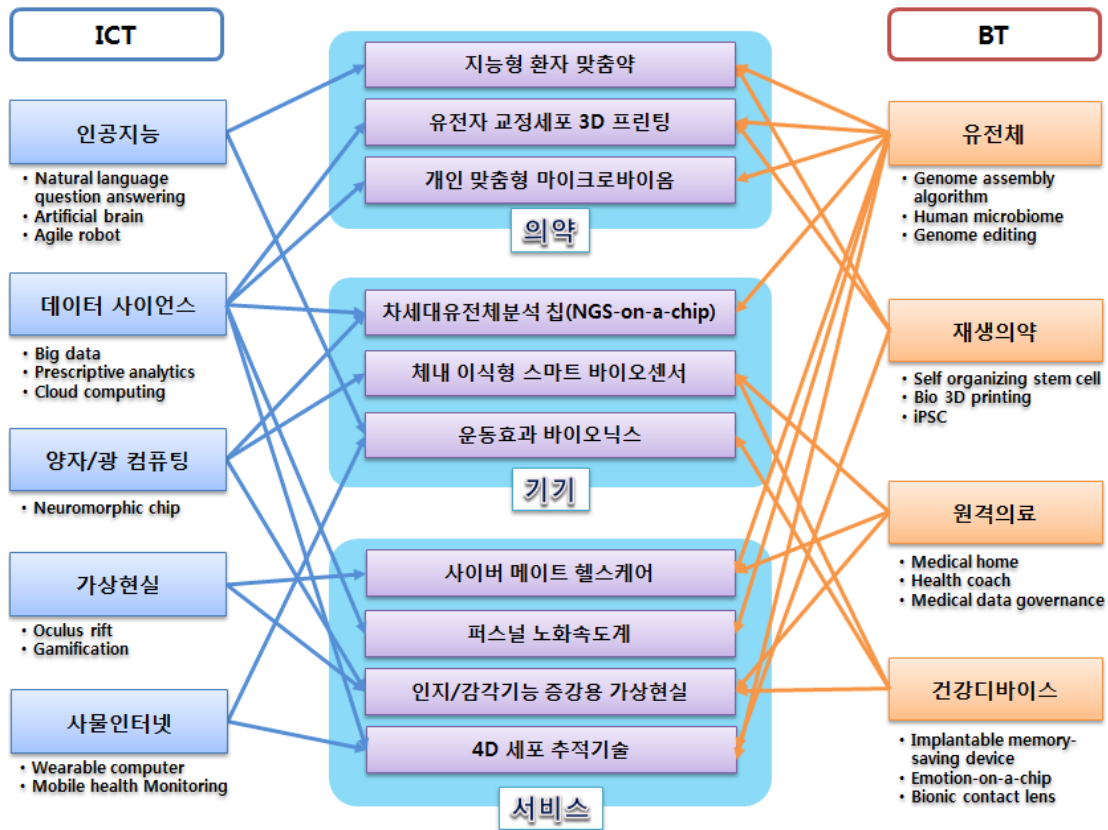 ICT
BT
인공지능
• Natural language
question answering
• Artificial brain
• Agile robot
데이터 사이언스
• Big data
• Prescriptive analytics
• Cloud computing
양자/광 컴퓨팅
• Neuromorphic chip
가상현실
• Oculus rift
• Gamification
사물인터넷
• Wearable computer
• Mobile health Monitoring
지능형 환자 맞춤약
유전자 교정세포 3D 프린팅
개인 맞춤형 마이크로바이옴
의약
차세대유전체분석 칩(NGS-on-a-chip)
체내 이식형 스마트 바이오센서
운동효과 바이오닉스
기기
사이버 메이트 헬스케어
퍼스널 노화속도계
인지/감각기능 증강용 가상현실
4D 세포 추적기술
서비스
유전체
• Genome assembly
algorithm
• Human microbiome
• Genome editing
재생의약
• Self organizing stem cell
• Bio 3D printing
• iPSC
원격의료
• Medical home
• Health coach
• Medical data governance
건강디바이스
• Implantable memory-
saving device
• Emotion-on-a-chip
• Bionic contact lens